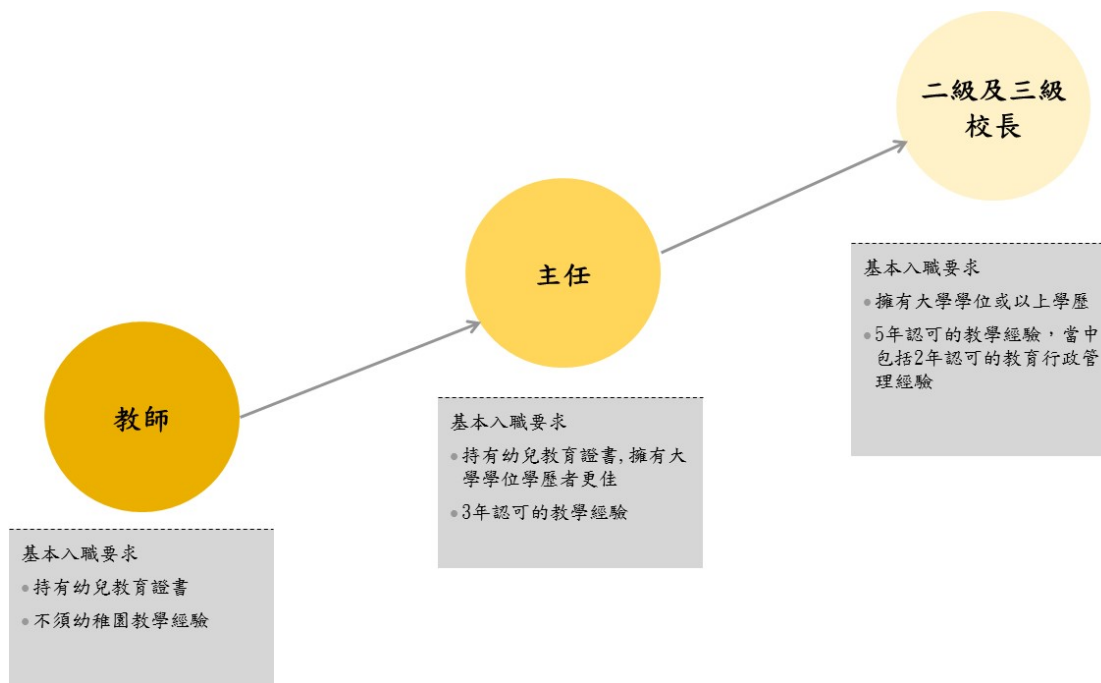 教師
基本入職要求
•持有幼兒教育證書
•不須幼稚園教學經驗
主任
基本入職要求
•持有幼兒教育證書,擁有大
學學位學歷者更佳
•3年認可的教學經驗
二級及三級
校長
基本入職要求
•擁有大學學位或以上學歷
•5年認可的教學經驗，當中
包括2年認可的教育行政管
理經驗